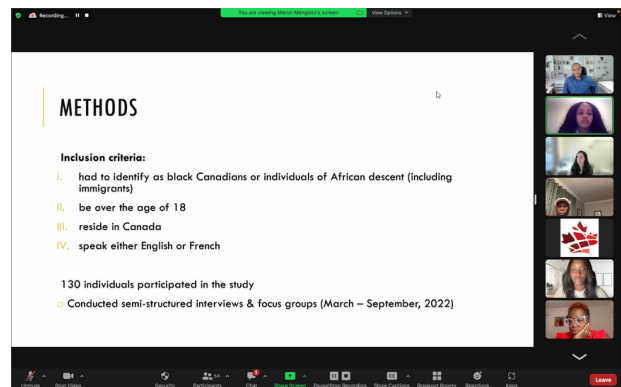 Recording...
You are viewing Meron Mengistu's screen
View Options
View
METHODS
Inclusion criteria:
I. had to identify as black Canadians or individuals of African descent (including
immigrants)
II. be over the age of 18
III. reside in Canada
IV. speak either English or French
130 individuals participated in the study
Conducted semi-structured interviews & focus groups (March – September, 2022)
54
Unmute
Stop Video
Security
Participants
Chat
Share Screen
Pause/Stop Recording
Show Captions
Breakout Rooms
Reactions
Apps
Leave